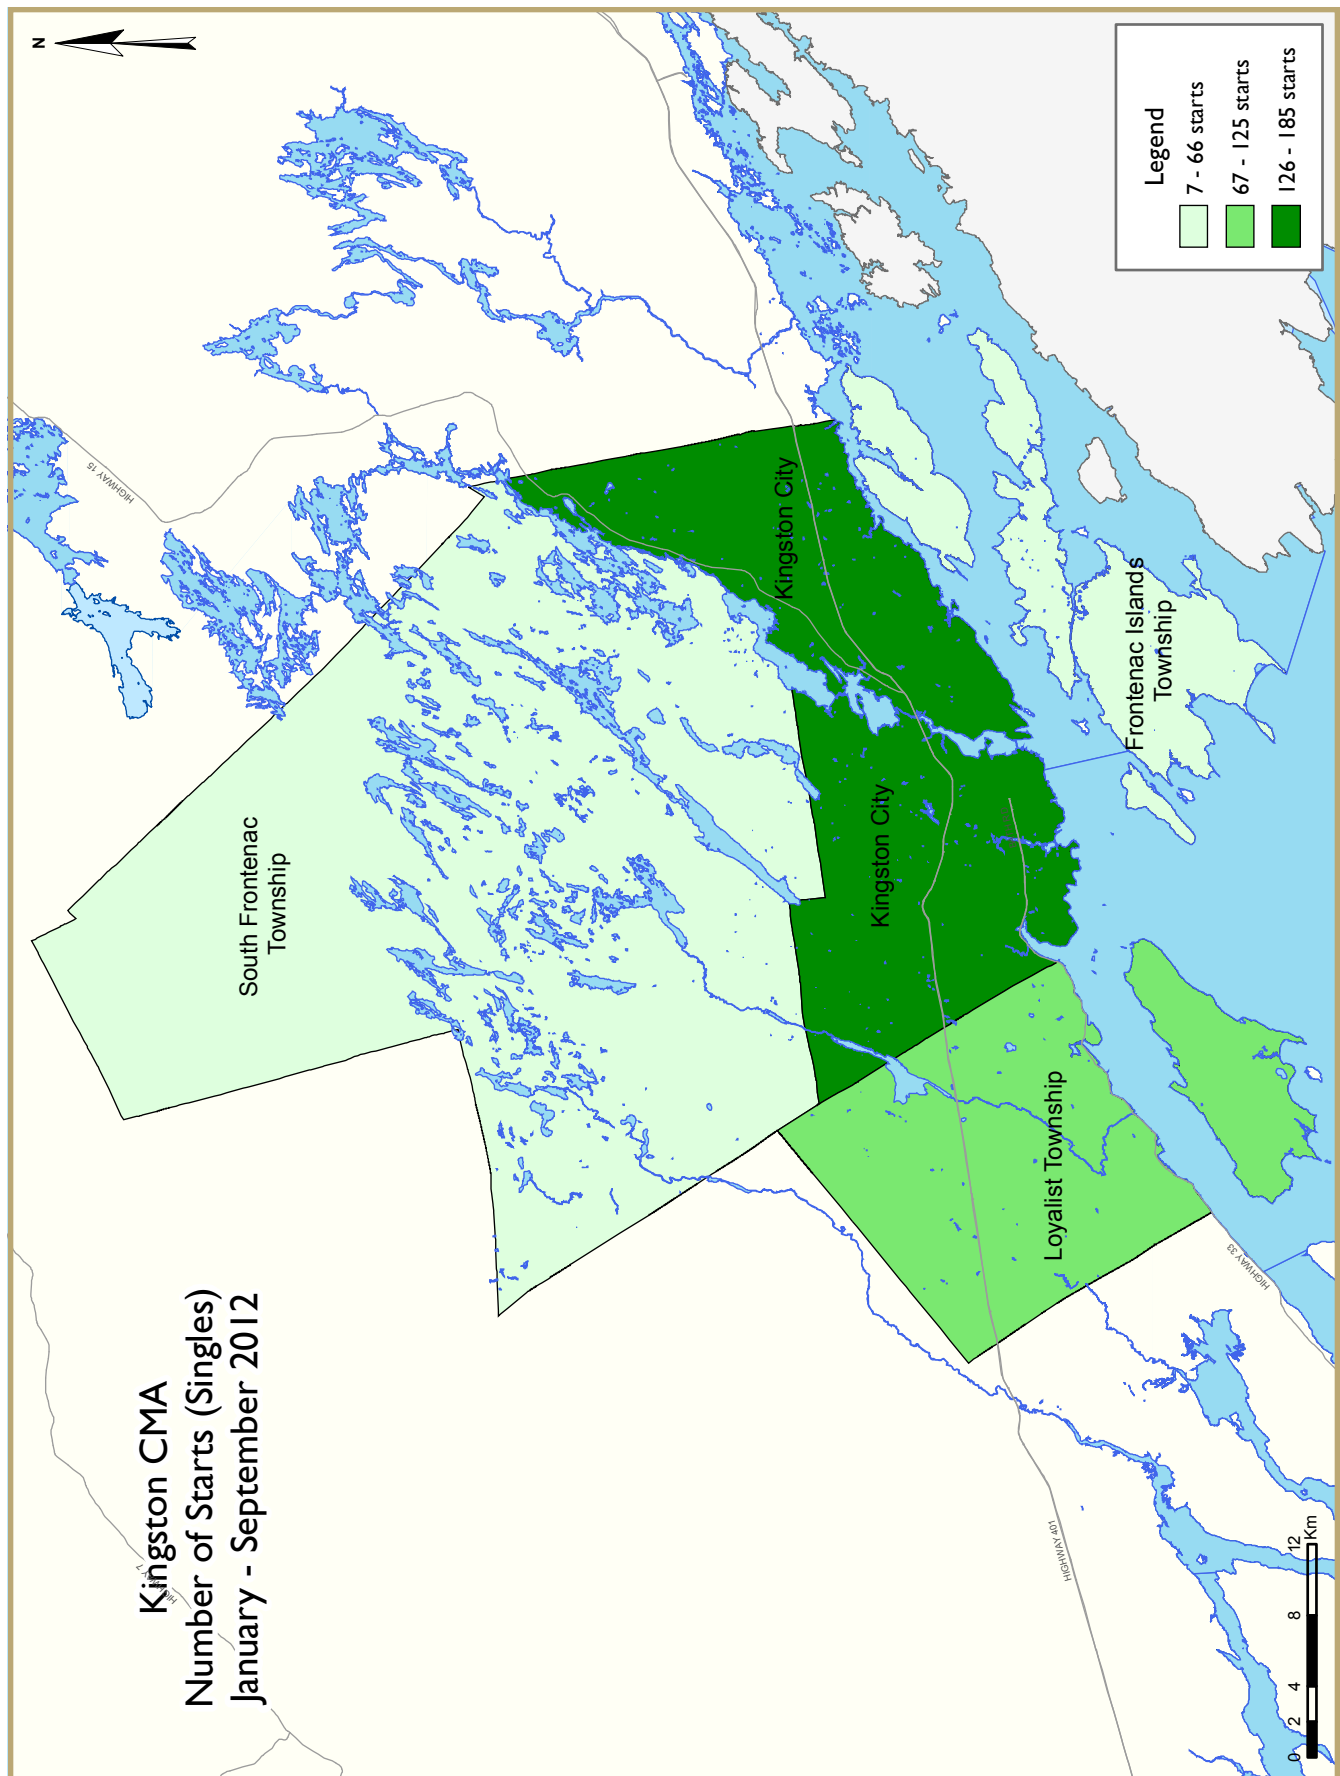 Kingston CMA
Number of Starts (Singles)
January - September 2012
HIGHWAY 7
HIGHWAY 15
N
South Frontenac
Township
Kingston City
Kingston City
Loyalist Township
Frontenac Islands
Township
HIGHWAY 401
HIGHWAY 33
0 2 4 8 12
Km
Legend
7 - 66 starts
67 - 125 starts
126 - 185 starts